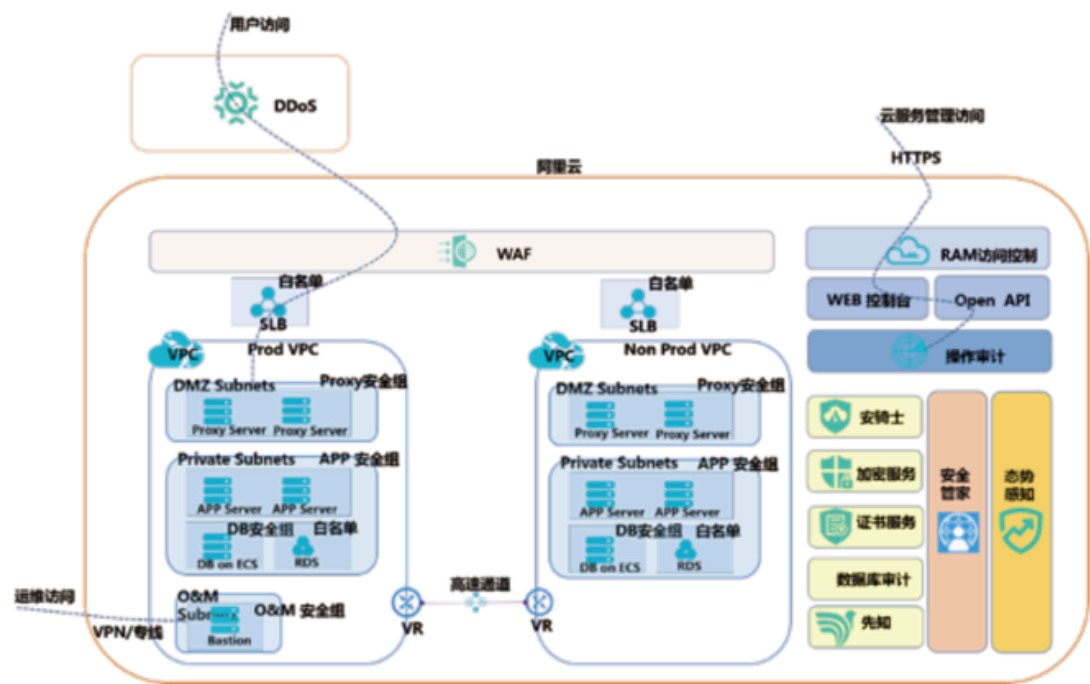 用户访问
DDoS
云服务管理访问
HTTPS
阿里云
WAF
RAM访问控制
WEB 控制台
Open API
操作审计
白名单
SLB
白名单
SLB
VPC
Prod VPC
DMZ Subnets
Proxy安全组
Proxy Server
Proxy Server
Private Subnets
APP 安全组
APP Server
APP Server
DB安全组
白名单
DB on ECS
RDS
O&M
O&M 安全组
Bastion
运维访问
VPN/专线
VR
高速通道
VR
VPC
Non Prod VPC
DMZ Subnets
Proxy安全组
Proxy Server
Proxy Server
Private Subnets
APP 安全组
APP Server
APP Server
DB安全组
白名单
DB on ECS
RDS
安骑士
加密服务
证书服务
数据库审计
先知
安全
管家
态势
感知